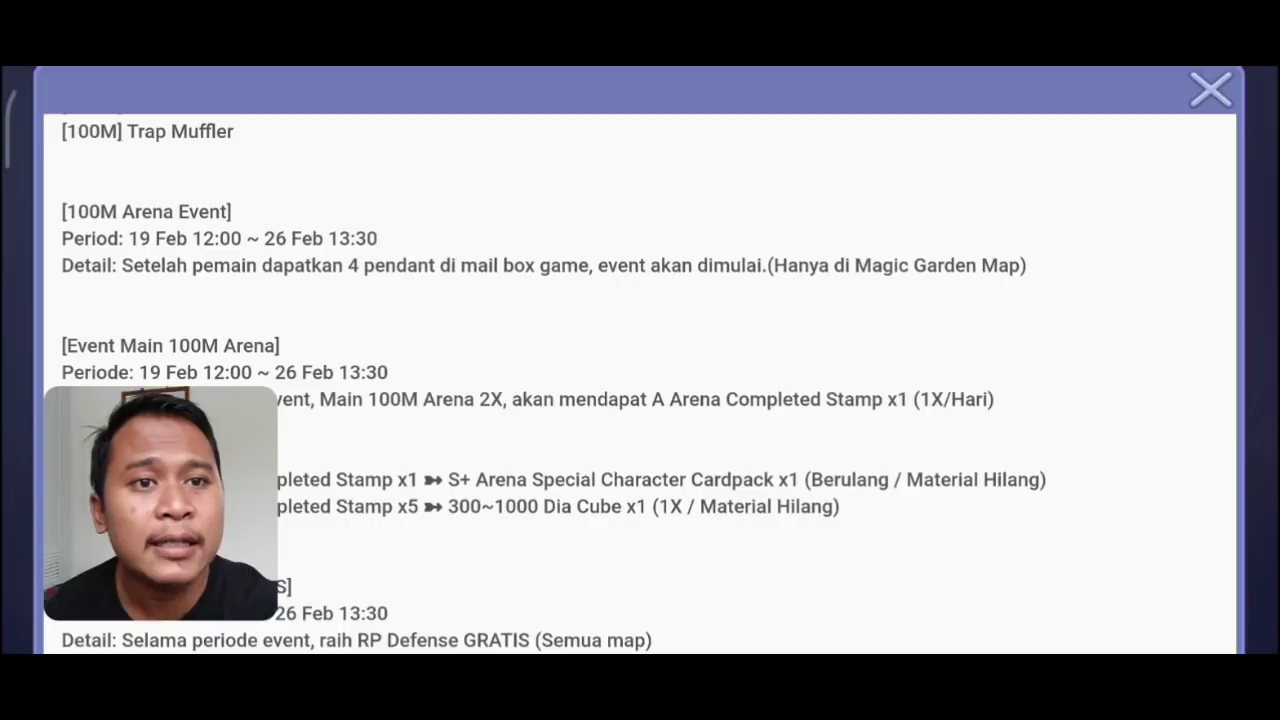 [100M] Trap Muffler
[100M Arena Event]
Period: 19 Feb 12:00 ~ 26 Feb 13:30
Detail: Setelah pemain dapatkan 4 pendant di mail box game, event akan dimulai.(Hanya di Magic Garden Map)
[Event Main 100M Arena]
Periode: 19 Feb 12:00 ~ 26 Feb 13:30
Main 100M Arena 2X, akan mendapat A Arena Completed Stamp x1 (1X/Hari)
Stamp x1 ➽ S+ Arena Special Character Cardpack x1 (Berulang / Material Hilang)
Stamp x5 ➽ 300~1000 Dia Cube x1 (1X / Material Hilang)
26 Feb 13:30
Detail: Selama periode event, raih RP Defense GRATIS (Semua map)